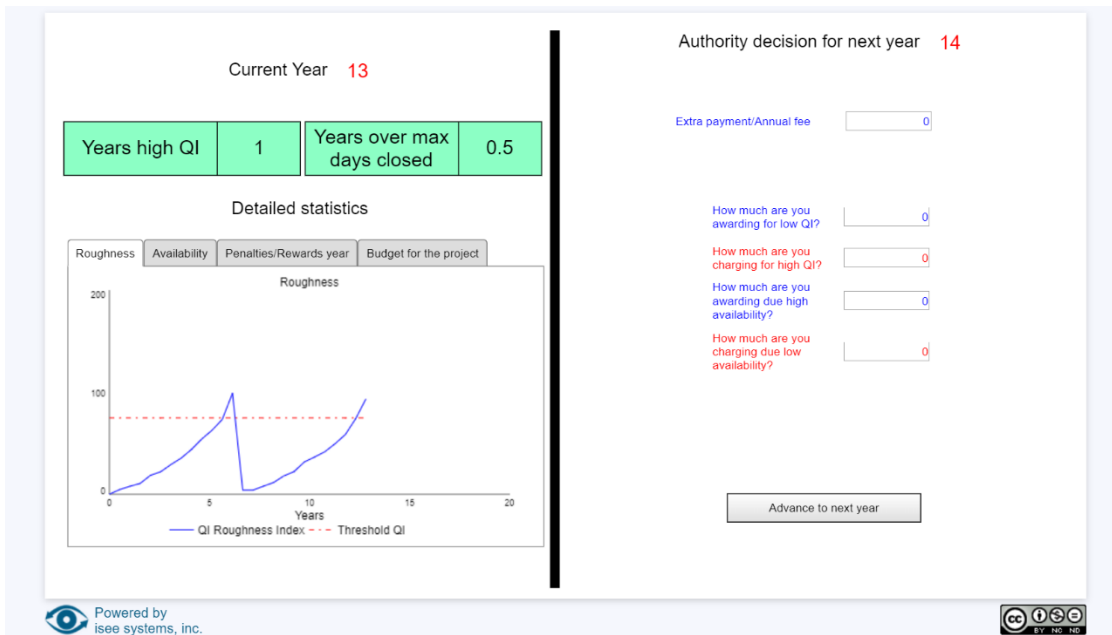 Current Year 13
Years high QI 1
Years over max
days closed 0.5
Detailed statistics
Roughness Availability Penalties/Rewards year Budget for the project
Roughness
200
100
0
0 5 10 15 20
Years
QI Roughness Index Threshold QI
Authority decision for next year 14
Extra payment/Annual fee 0
How much are you
awarding for low QI? 0
How much are you
charging for high QI? 0
How much are you
awarding due high
availability? 0
How much are you
charging due low
availability? 0
Advance to next year
Powered by
isee systems, inc.
cc
BY NC ND